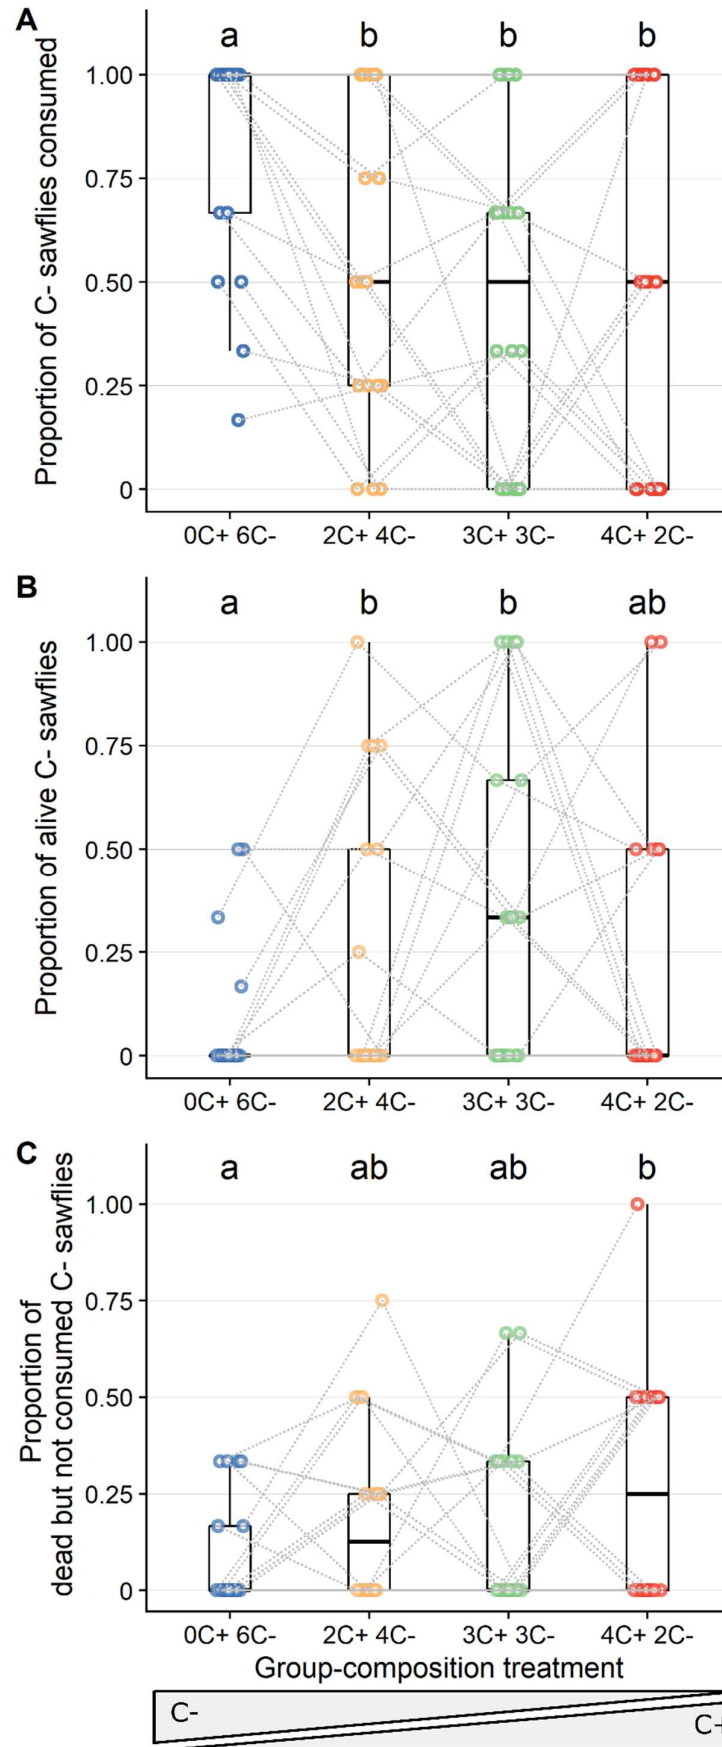 A
a b b b
Proportion of C- sawflies consumed
1.00
0.75
0.50
0.25
0
0C+ 6C- 2C+ 4C- 3C+ 3C- 4C+ 2C-
B
a b b ab
Proportion of alive C- sawflies
1.00
0.75
0.50
0.25
0
0C+ 6C- 2C+ 4C- 3C+ 3C- 4C+ 2C-
C
a ab ab b
Proportion of
dead but not consumed C- sawflies
1.00
0.75
0.50
0.25
0
0C+ 6C- 2C+ 4C- 3C+ 3C- 4C+ 2C-
Group-composition treatment
C-
C+